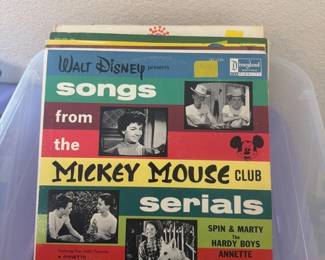 WALT DISNEY presents
Disneyland
songs
from
the
MICKEY MOUSE CLUB
serials
SPIN & MARTY
The
HARDY BOYS
ANNETTE